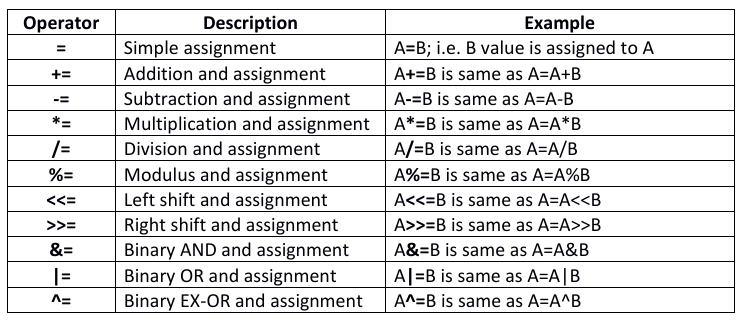 Operator Description Example
= Simple assignment A=B; i.e. B value is assigned to A
+= Addition and assignment A+=B is same as A=A+B
-= Subtraction and assignment A-=B is same as A=A-B
*= Multiplication and assignment A*=B is same as A=A*B
/= Division and assignment A/=B is same as A=A/B
%= Modulus and assignment A%=B is same as A=A%B
<<= Left shift and assignment A<<=B is same as A=A<<B
>>= Right shift and assignment A>>=B is same as A=A>>B
&= Binary AND and assignment A&=B is same as A=A&B
|= Binary OR and assignment A|=B is same as A=A|B
^= Binary EX-OR and assignment A^=B is same as A=A^B